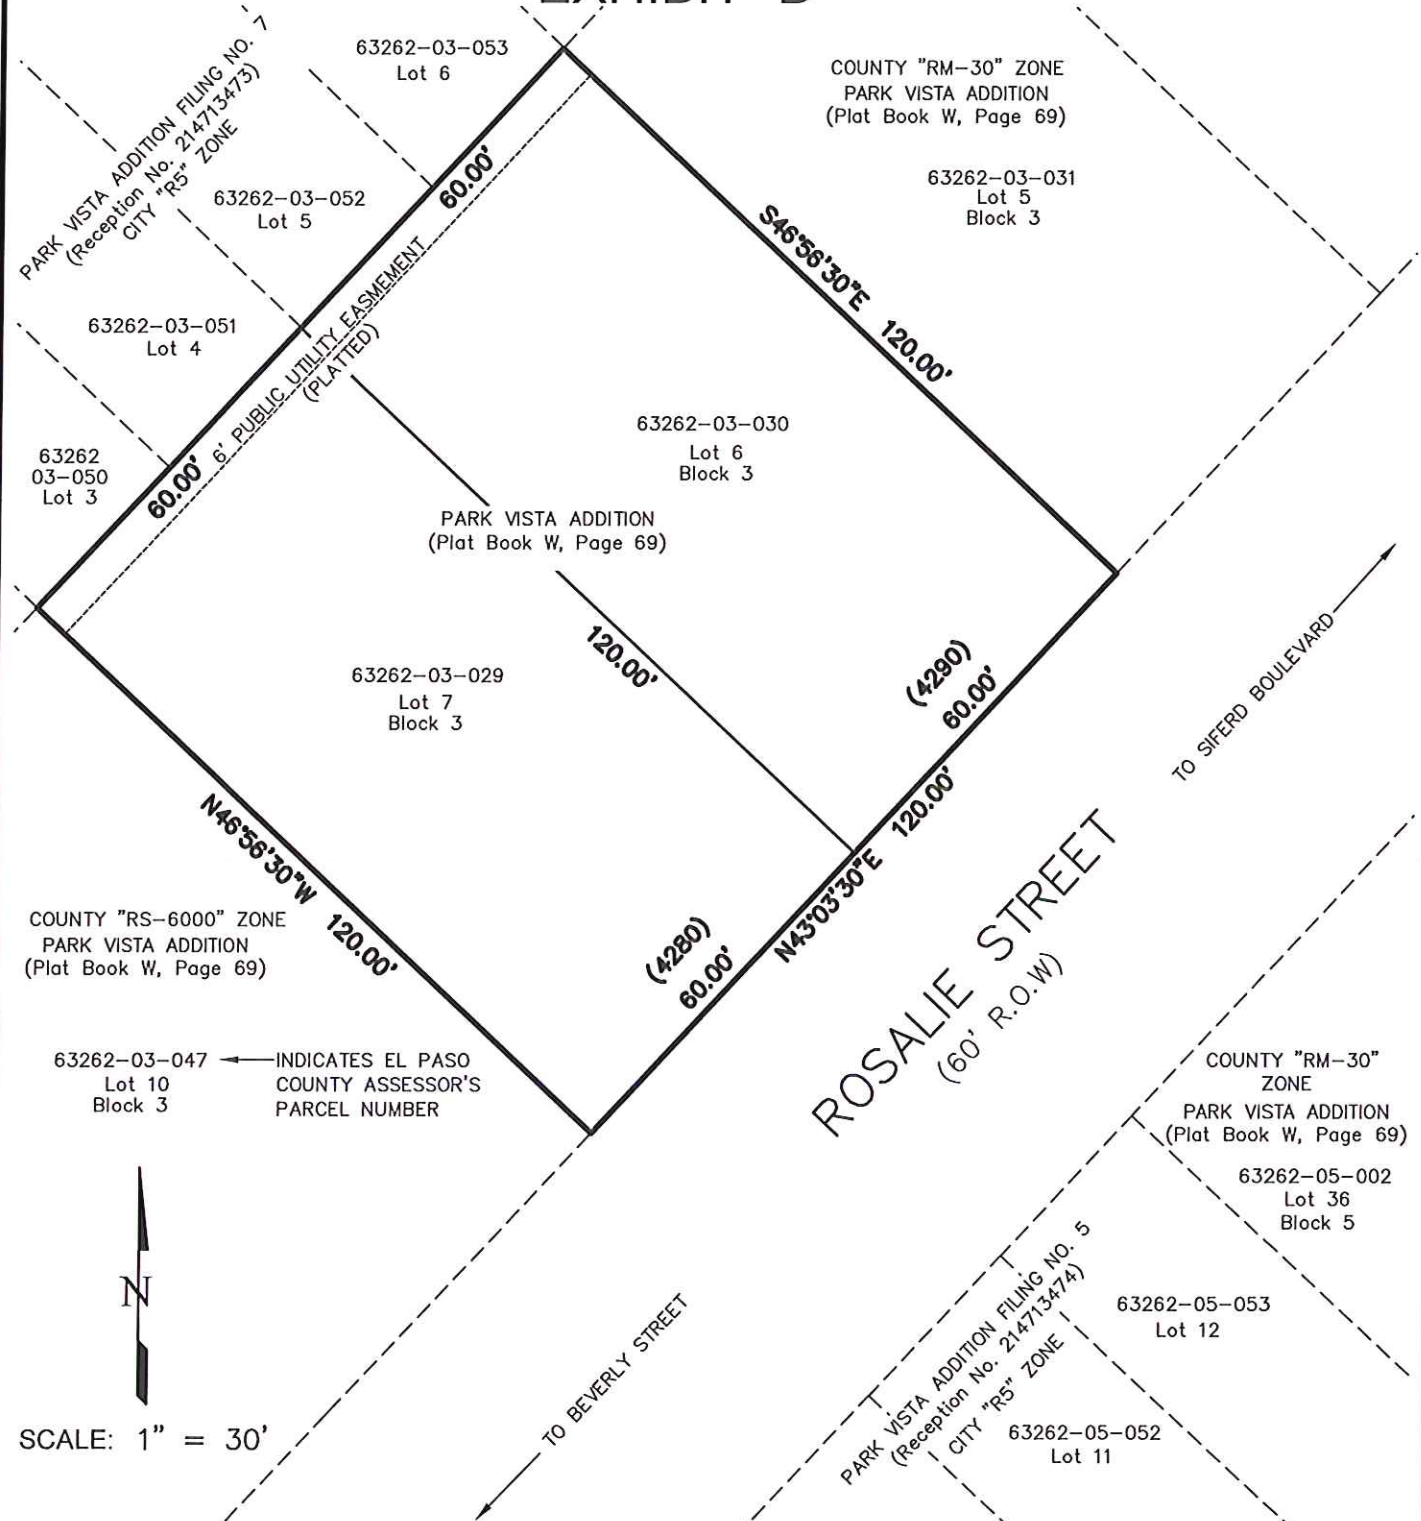 63262-03-053
Lot 6
PARK VISTA ADDITION FILING NO. 7
(Reception No. 214713473)
CITY "R5" ZONE
COUNTY "RM-30" ZONE
PARK VISTA ADDITION
(Plat Book W, Page 69)
63262-03-052
Lot 5
60.00'
63262-03-031
Lot 5
Block 3
S46°56'30"E 120.00'
63262-03-051
Lot 4
6' PUBLIC UTILITY EASMEMENT
(PLATTED)
63262
03-050
Lot 3
60.00'
63262-03-030
Lot 6
Block 3
PARK VISTA ADDITION
(Plat Book W, Page 69)
120.00'
63262-03-029
Lot 7
Block 3
(4290)
60.00'
TO SIFERD BOULEVARD
N46°56'30"W 120.00'
N43°03'30"E 120.00'
(4280)
60.00'
COUNTY "RS-6000" ZONE
PARK VISTA ADDITION
(Plat Book W, Page 69)
ROSALIE STREET
(60' R.O.W)
63262-03-047
Lot 10
Block 3
INDICATES EL PASO
COUNTY ASSESSOR'S
PARCEL NUMBER
COUNTY "RM-30"
ZONE
PARK VISTA ADDITION
(Plat Book W, Page 69)
63262-05-002
Lot 36
Block 5
N
63262-05-053
Lot 12
PARK VISTA ADDITION FILING NO. 5
(Reception No. 214713474)
CITY "R5" ZONE
63262-05-052
Lot 11
TO BEVERLY STREET
SCALE: 1" = 30'